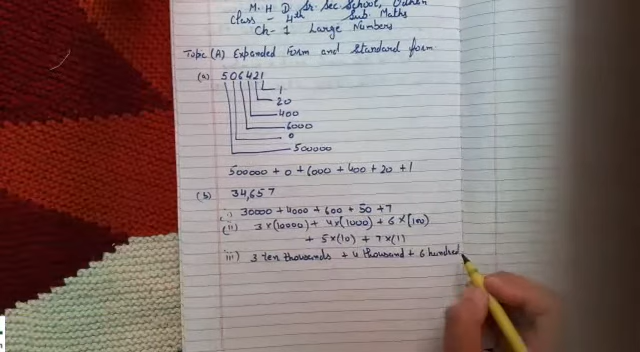 M. H. D. Sr. Sec School,
Class - 4th Sub. Maths
Ch- 1 Large Numbers
Topic (A) Expanded Form and Standard form
(a) 506421
1
20
400
6000
0
500000
500000 + 0 + 6000 + 400 + 20 + 1
(b) 34,657
(i) 30000 + 4000 + 600 + 50 + 7
(ii) 3×(10000) + 4×(1000) + 6×(100)
+ 5×(10) + 7×(1)
iii) 3 ten thousands + 4 thousand + 6 hundred